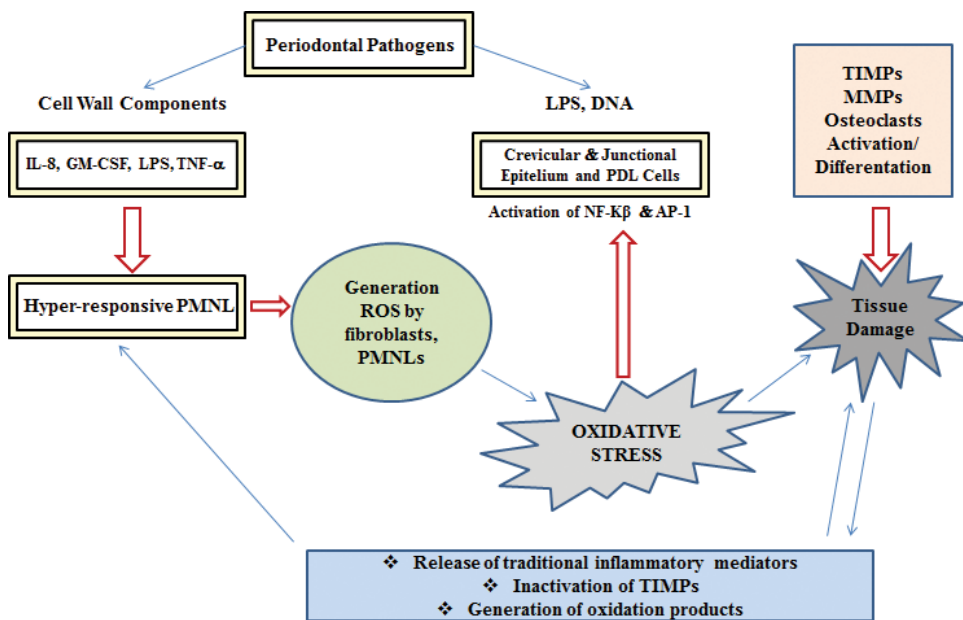 Periodontal Pathogens
Cell Wall Components
LPS, DNA
TIMPs
MMPs
Osteoclasts
Activation/
Differentation
IL-8, GM-CSF, LPS, TNF-α
Crevicular & Junctional
Epitelium and PDL Cells
Activation of NF-Kβ & AP-1
Hyper-responsive PMNL
Generation
ROS by
fibroblasts,
PMNLs
Tissue
Damage
OXIDATIVE
STRESS
❖ Release of traditional inflammatory mediators
❖ Inactivation of TIMPs
❖ Generation of oxidation products